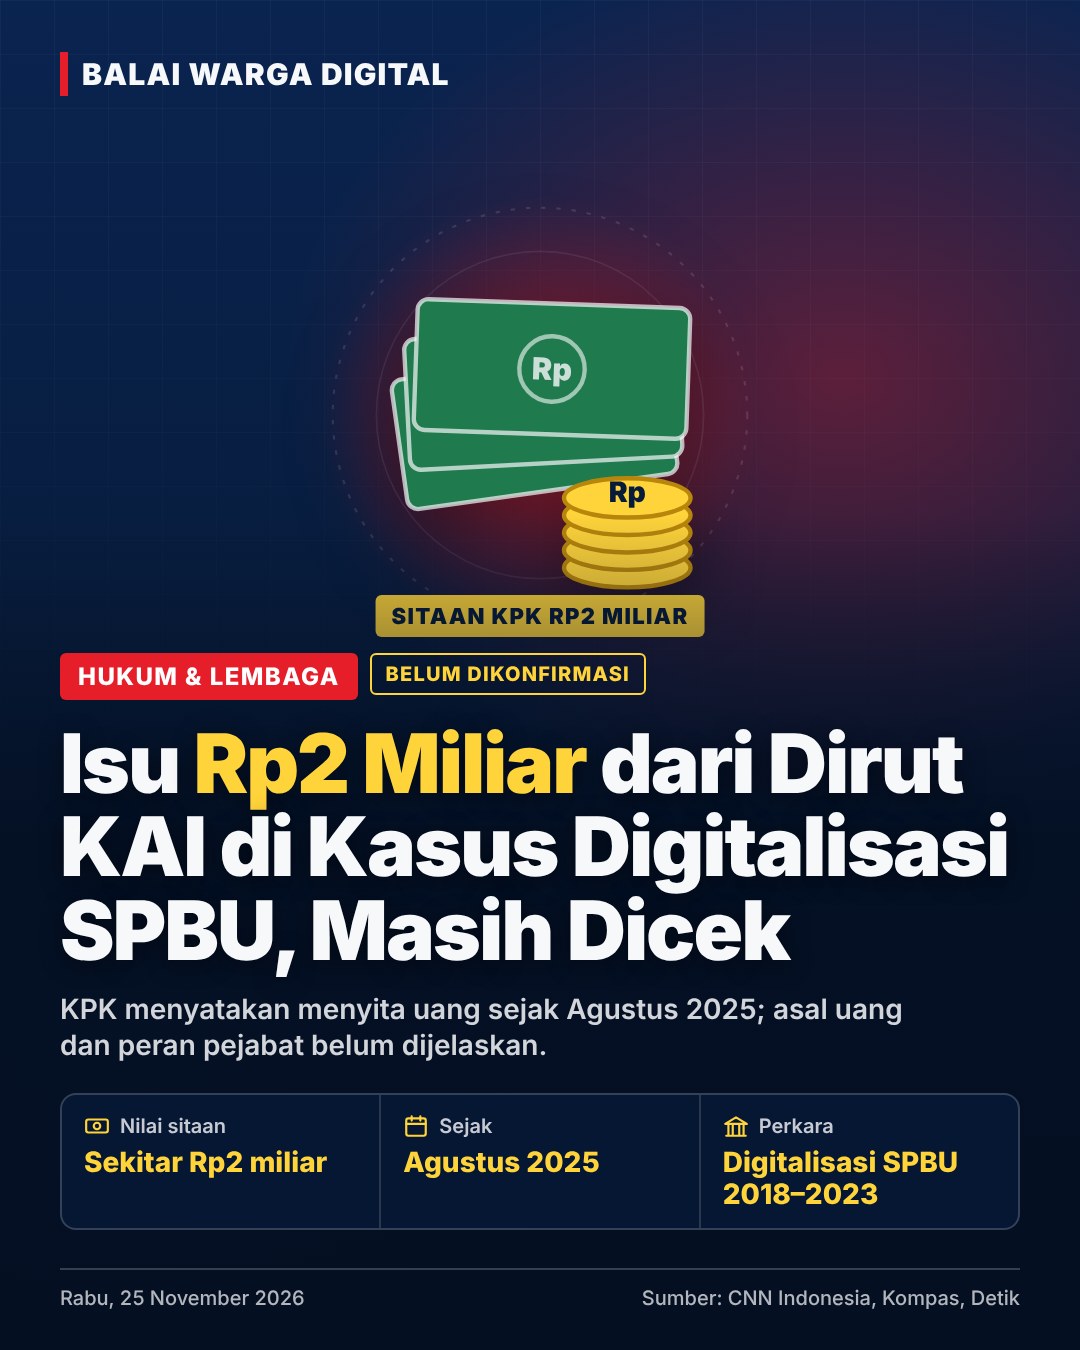 BALAI WARGA DIGITAL
Rp
Rp
SITAAN KPK RP2 MILIAR
HUKUM & LEMBAGA
BELUM DIKONFIRMASI
Isu Rp2 Miliar dari Dirut
KAI di Kasus Digitalisasi
SPBU, Masih Dicek
KPK menyatakan menyita uang sejak Agustus 2025; asal uang
dan peran pejabat belum dijelaskan.
Nilai sitaan
Sekitar Rp2 miliar
Sejak
Agustus 2025
Perkara
Digitalisasi SPBU
2018–2023
Rabu, 25 November 2026
Sumber: CNN Indonesia, Kompas, Detik